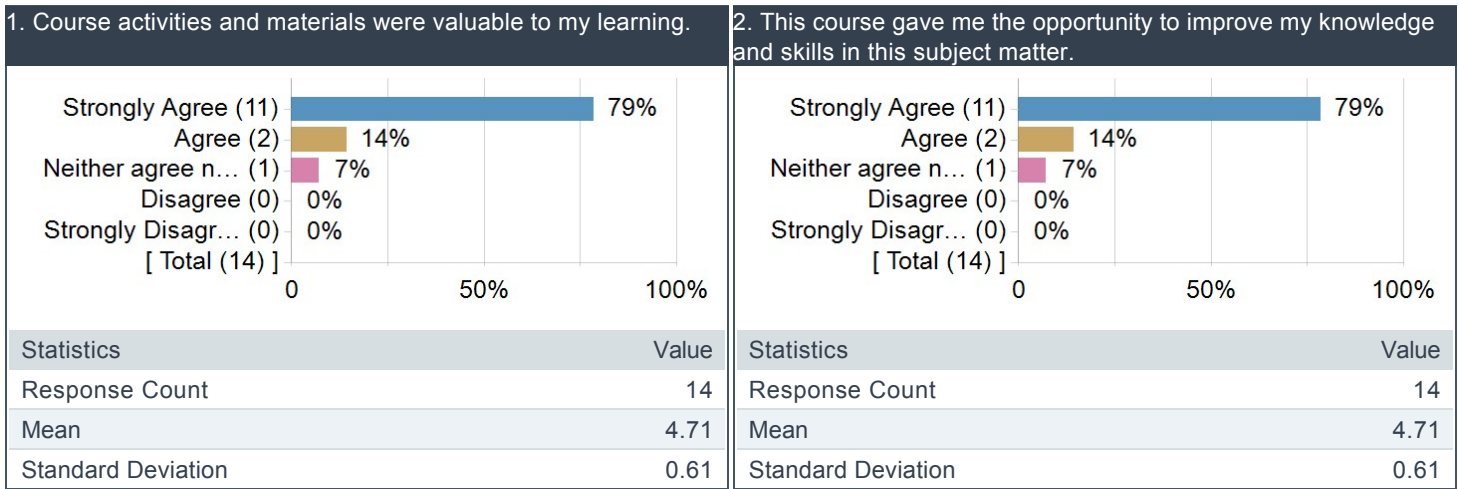 1. Course activities and materials were valuable to my learning.
Strongly Agree (11) 79%
Agree (2) 14%
Neither agree n... (1) 7%
Disagree (0) 0%
Strongly Disagr... (0) 0%
[ Total (14) ]
0 50% 100%
Statistics Value
Response Count 14
Mean 4.71
Standard Deviation 0.61
2. This course gave me the opportunity to improve my knowledge
and skills in this subject matter.
Strongly Agree (11) 79%
Agree (2) 14%
Neither agree n... (1) 7%
Disagree (0) 0%
Strongly Disagr... (0) 0%
[ Total (14) ]
0 50% 100%
Statistics Value
Response Count 14
Mean 4.71
Standard Deviation 0.61